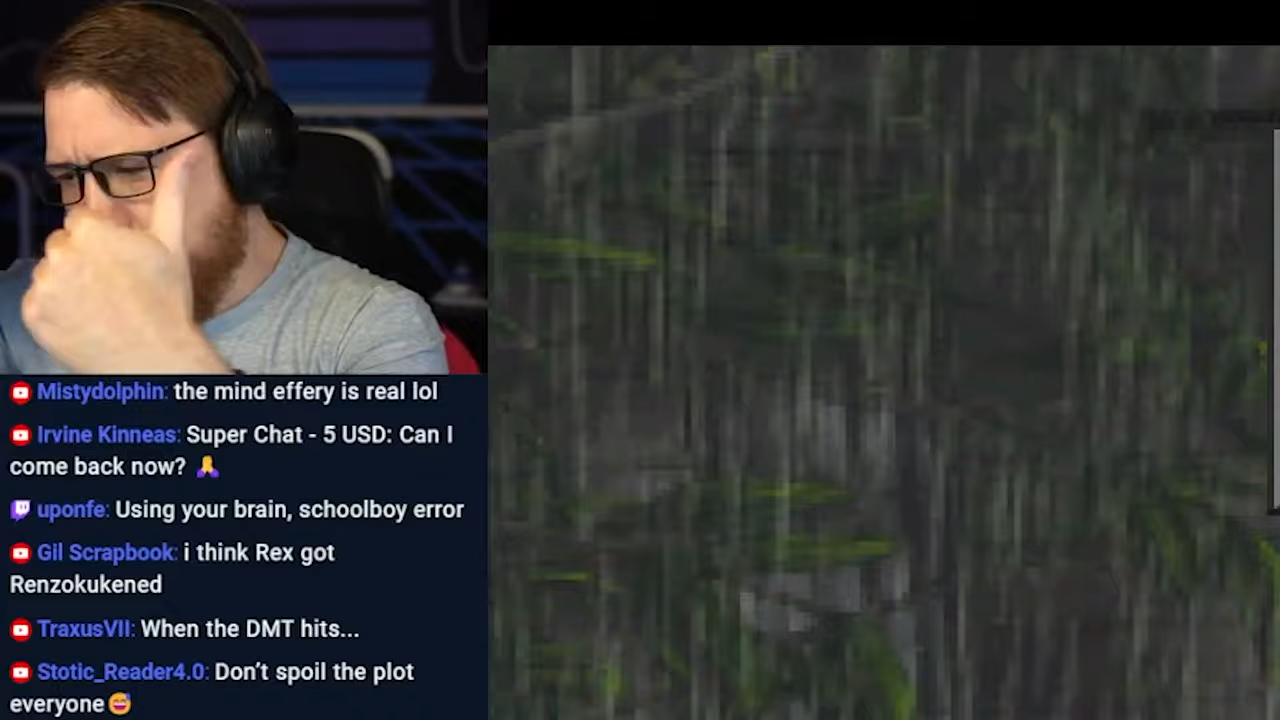 Mistydolphin: the mind effery is real lol
Irvine Kinneas: Super Chat - 5 USD: Can I
come back now? 🙏
uponfe: Using your brain, schoolboy error
Gil Scrapbook: i think Rex got
Renzokukened
TraxusVII: When the DMT hits...
Stotic_Reader4.0: Don’t spoil the plot
everyone😅